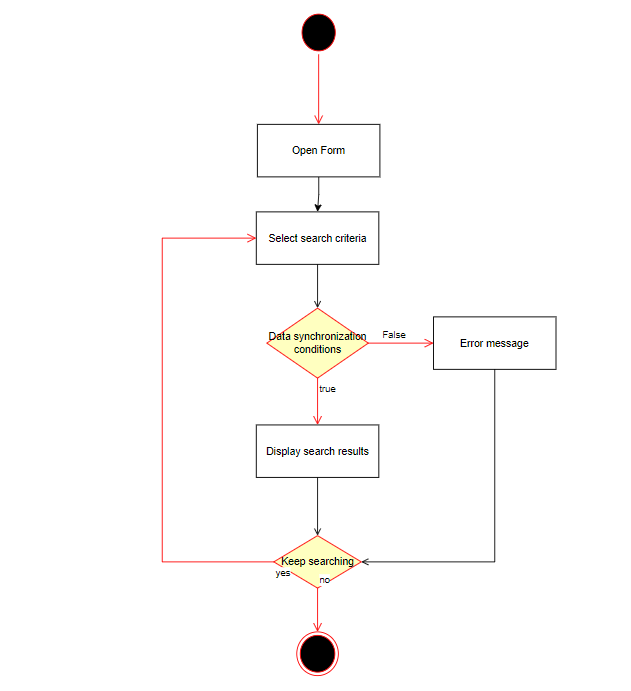 Open Form
Select search criteria
Data synchronization
conditions
False
Error message
true
Display search results
Keep searching
yes
no